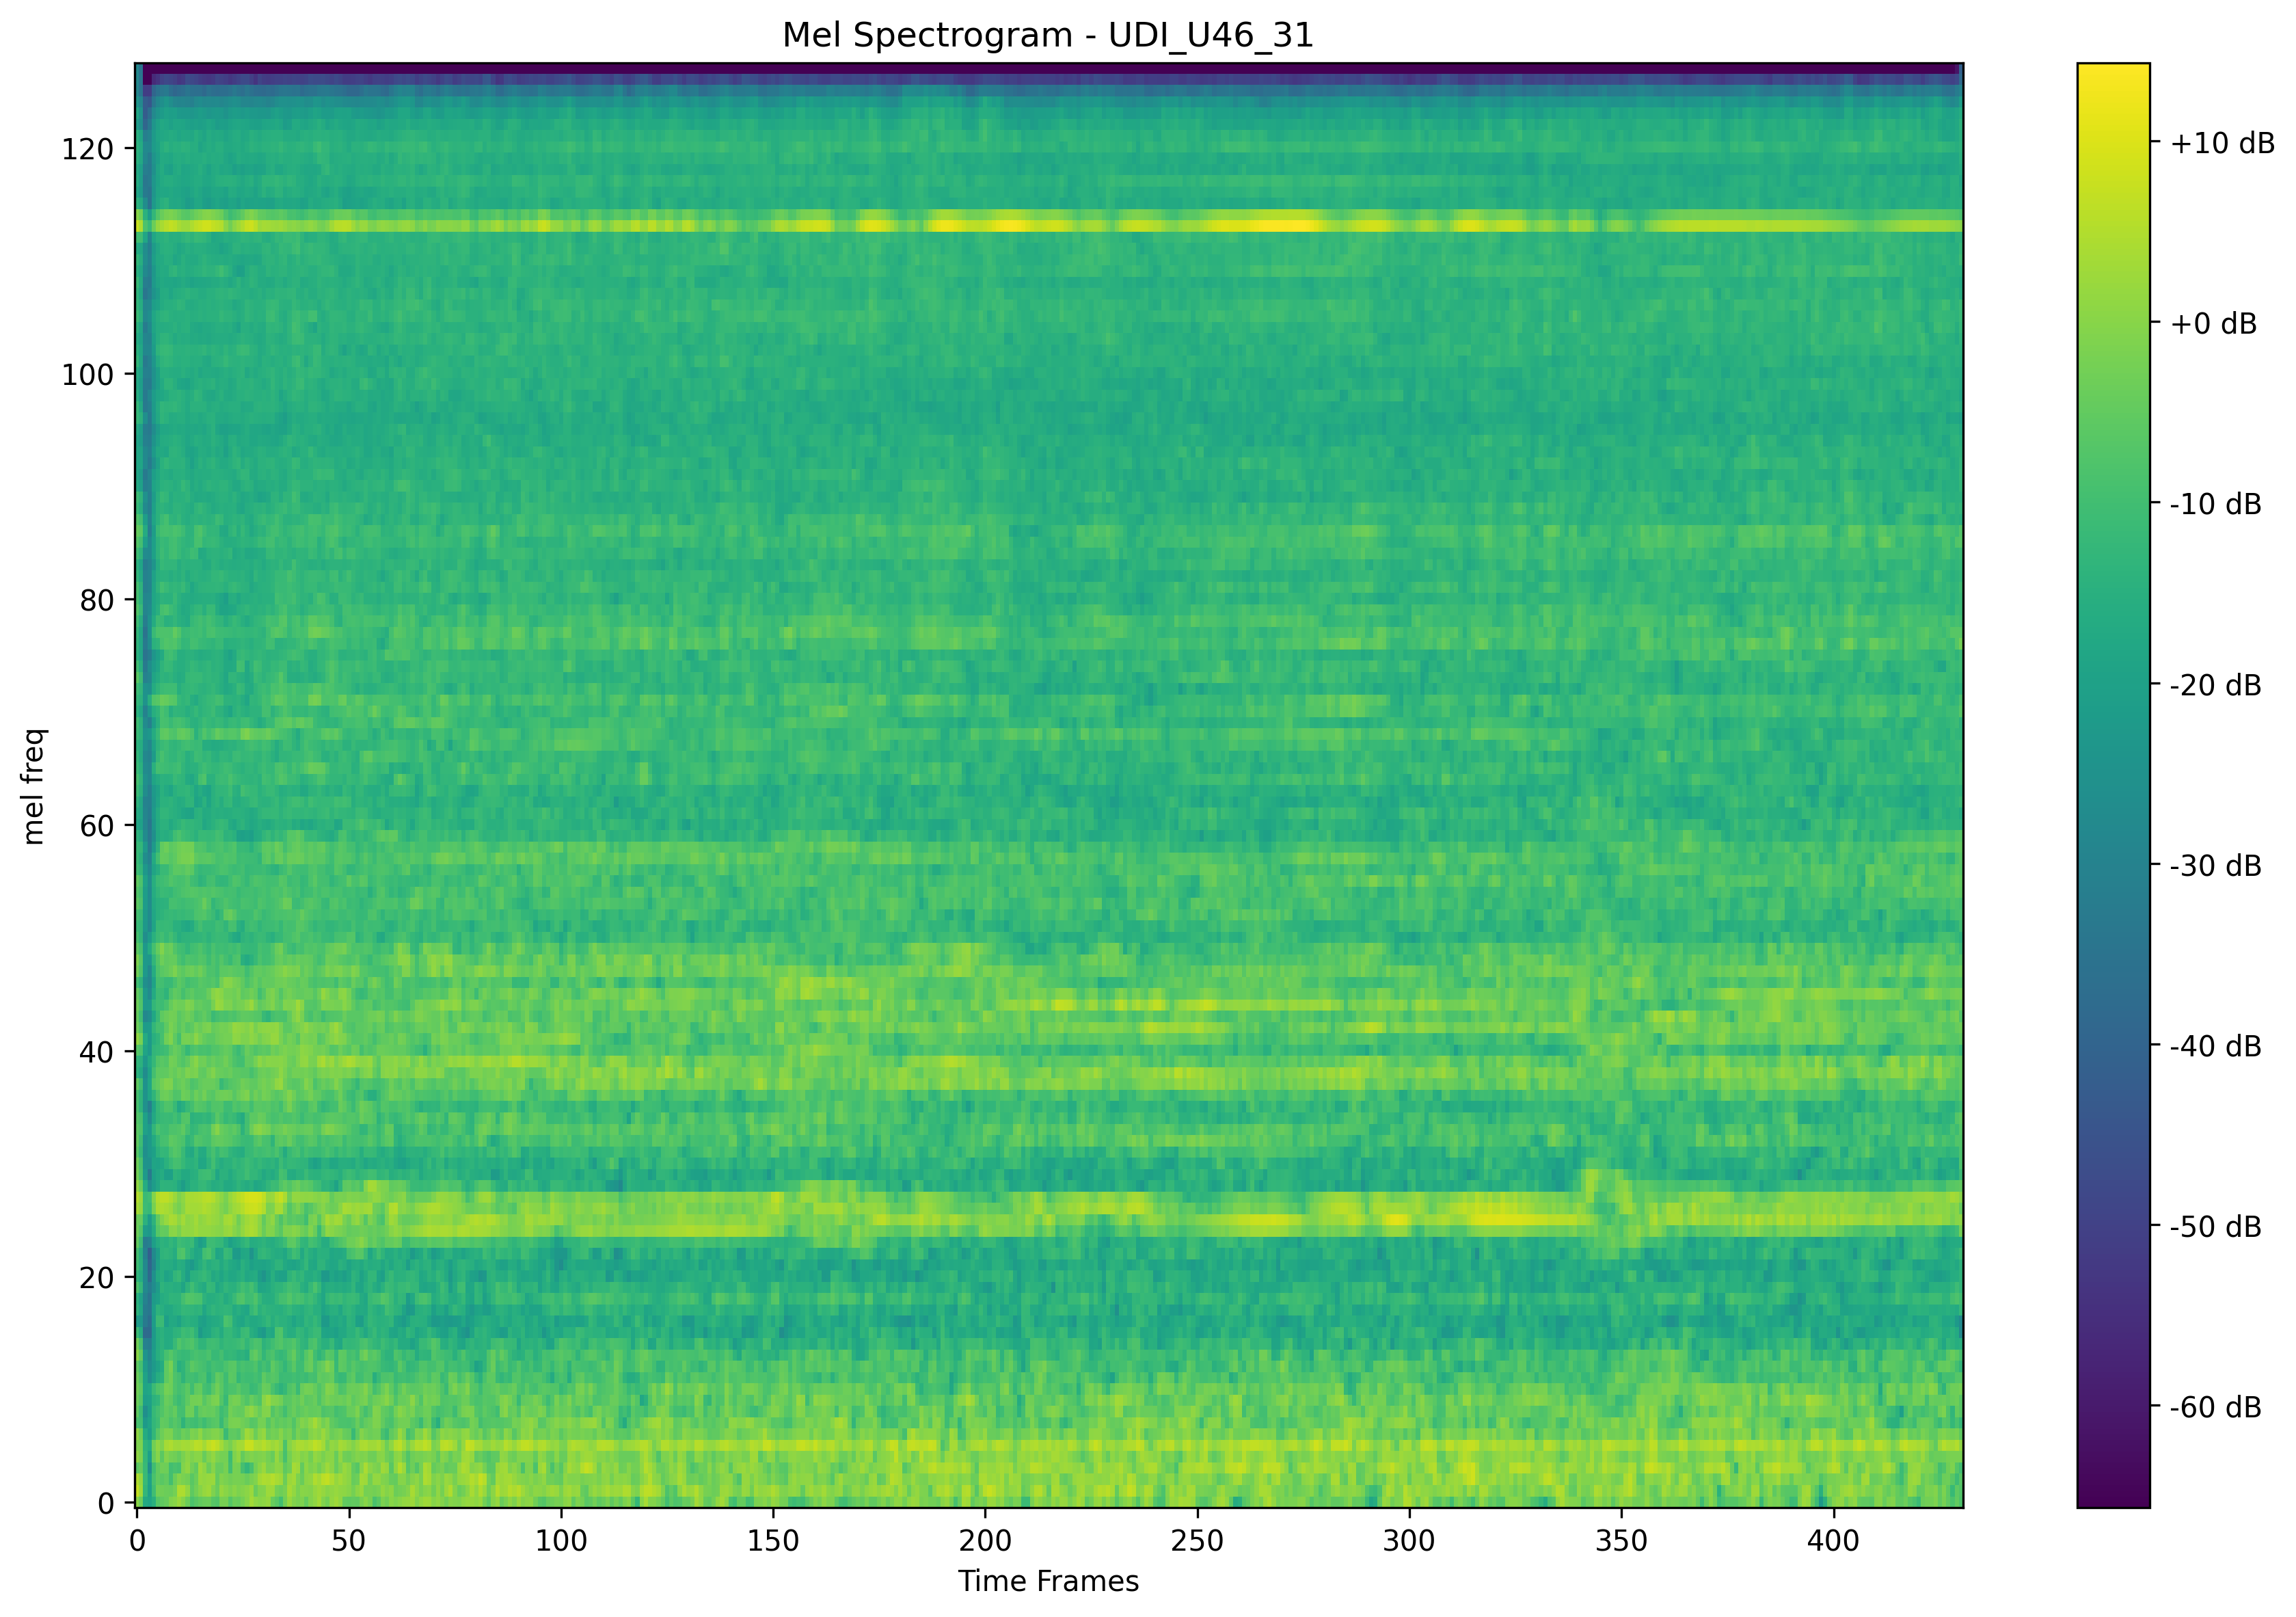 Mel Spectrogram - UDI_U46_31
mel freq
120
100
80
60
40
20
0
0 50 100 150 200 250 300 350 400
Time Frames
+10 dB
+0 dB
-10 dB
-20 dB
-30 dB
-40 dB
-50 dB
-60 dB